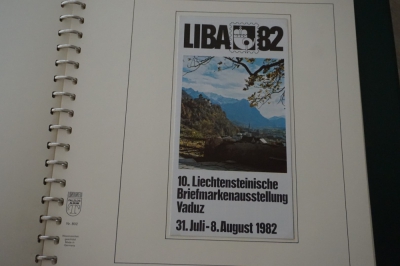 LIBA 82
10. Liechtensteinische
Briefmarkenausstellung
Vaduz
31. Juli-8. August 1982